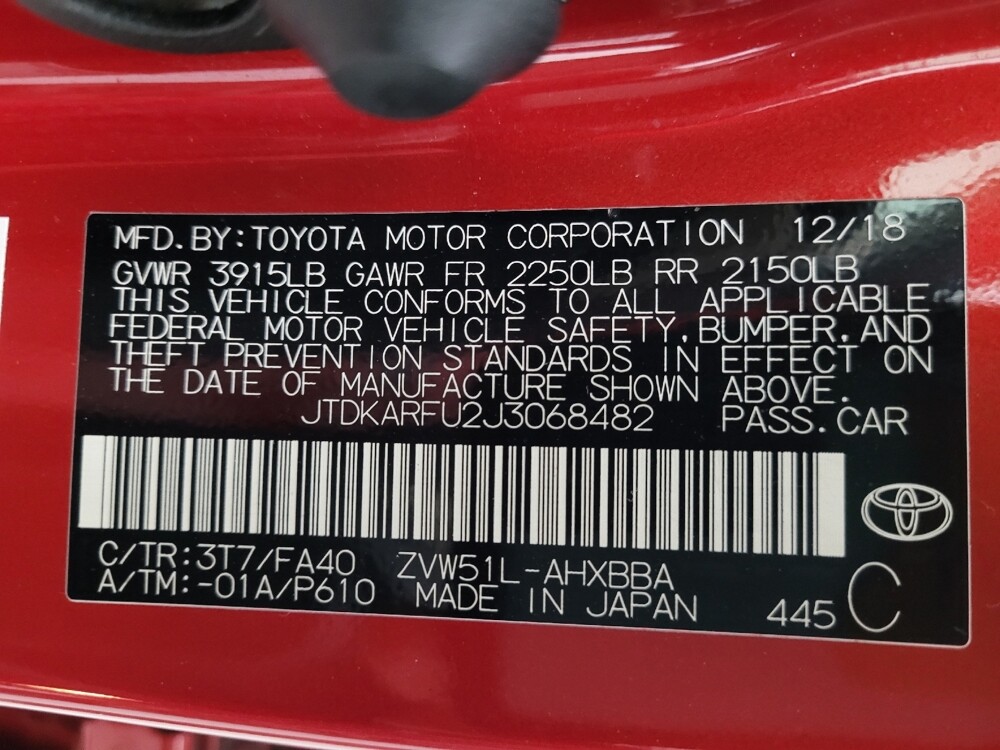 MFD.BY:TOYOTA MOTOR CORPORATION 12/18
GVWR 3915LB GAWR FR 2250LB RR 2150LB
THIS VEHICLE CONFORMS TO ALL APPLICABLE
FEDERAL MOTOR VEHICLE SAFETY,BUMPER,AND
THEFT PREVENTION STANDARDS IN EFFECT ON
THE DATE OF MANUFACTURE SHOWN ABOVE.
JTDKARFU2J3068482 PASS.CAR
C/TR:3T7/FA40 ZVW51L-AHXBBA
A/TM:-01A/P610 MADE IN JAPAN 445 C